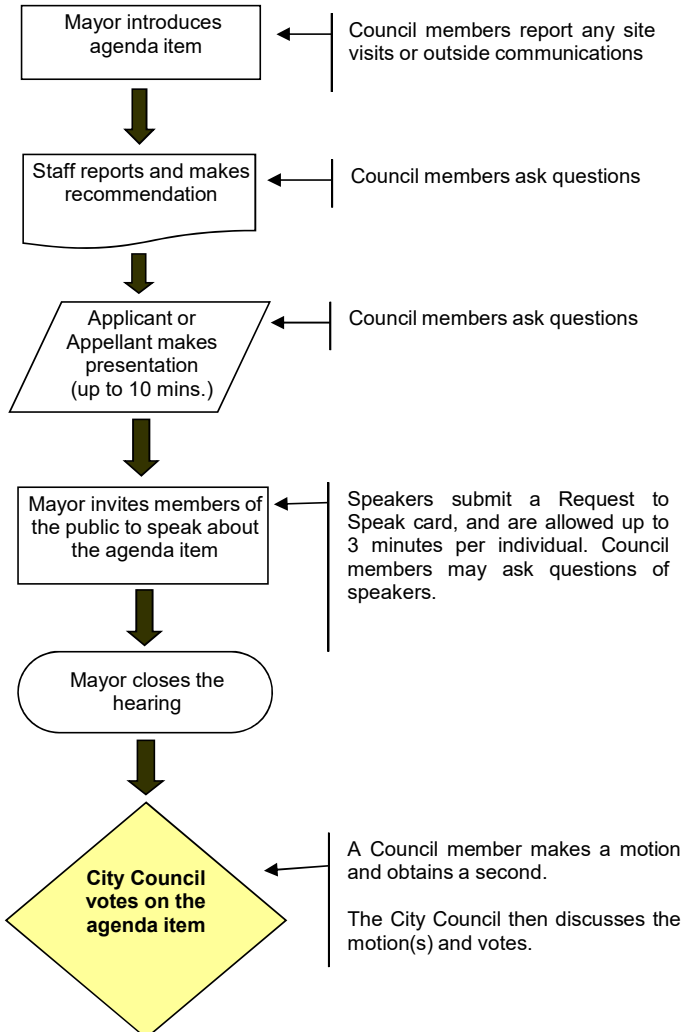 Mayor introduces
agenda item
Council members report any site
visits or outside communications
Staff reports and makes
recommendation
Council members ask questions
Applicant or
Appellant makes
presentation
(up to 10 mins.)
Council members ask questions
Mayor invites members of
the public to speak about
the agenda item
Speakers submit a Request to
Speak card, and are allowed up to
3 minutes per individual. Council
members may ask questions of
speakers.
Mayor closes the
hearing
City Council
votes on the
agenda item
A Council member makes a motion
and obtains a second.
The City Council then discusses the
motion(s) and votes.